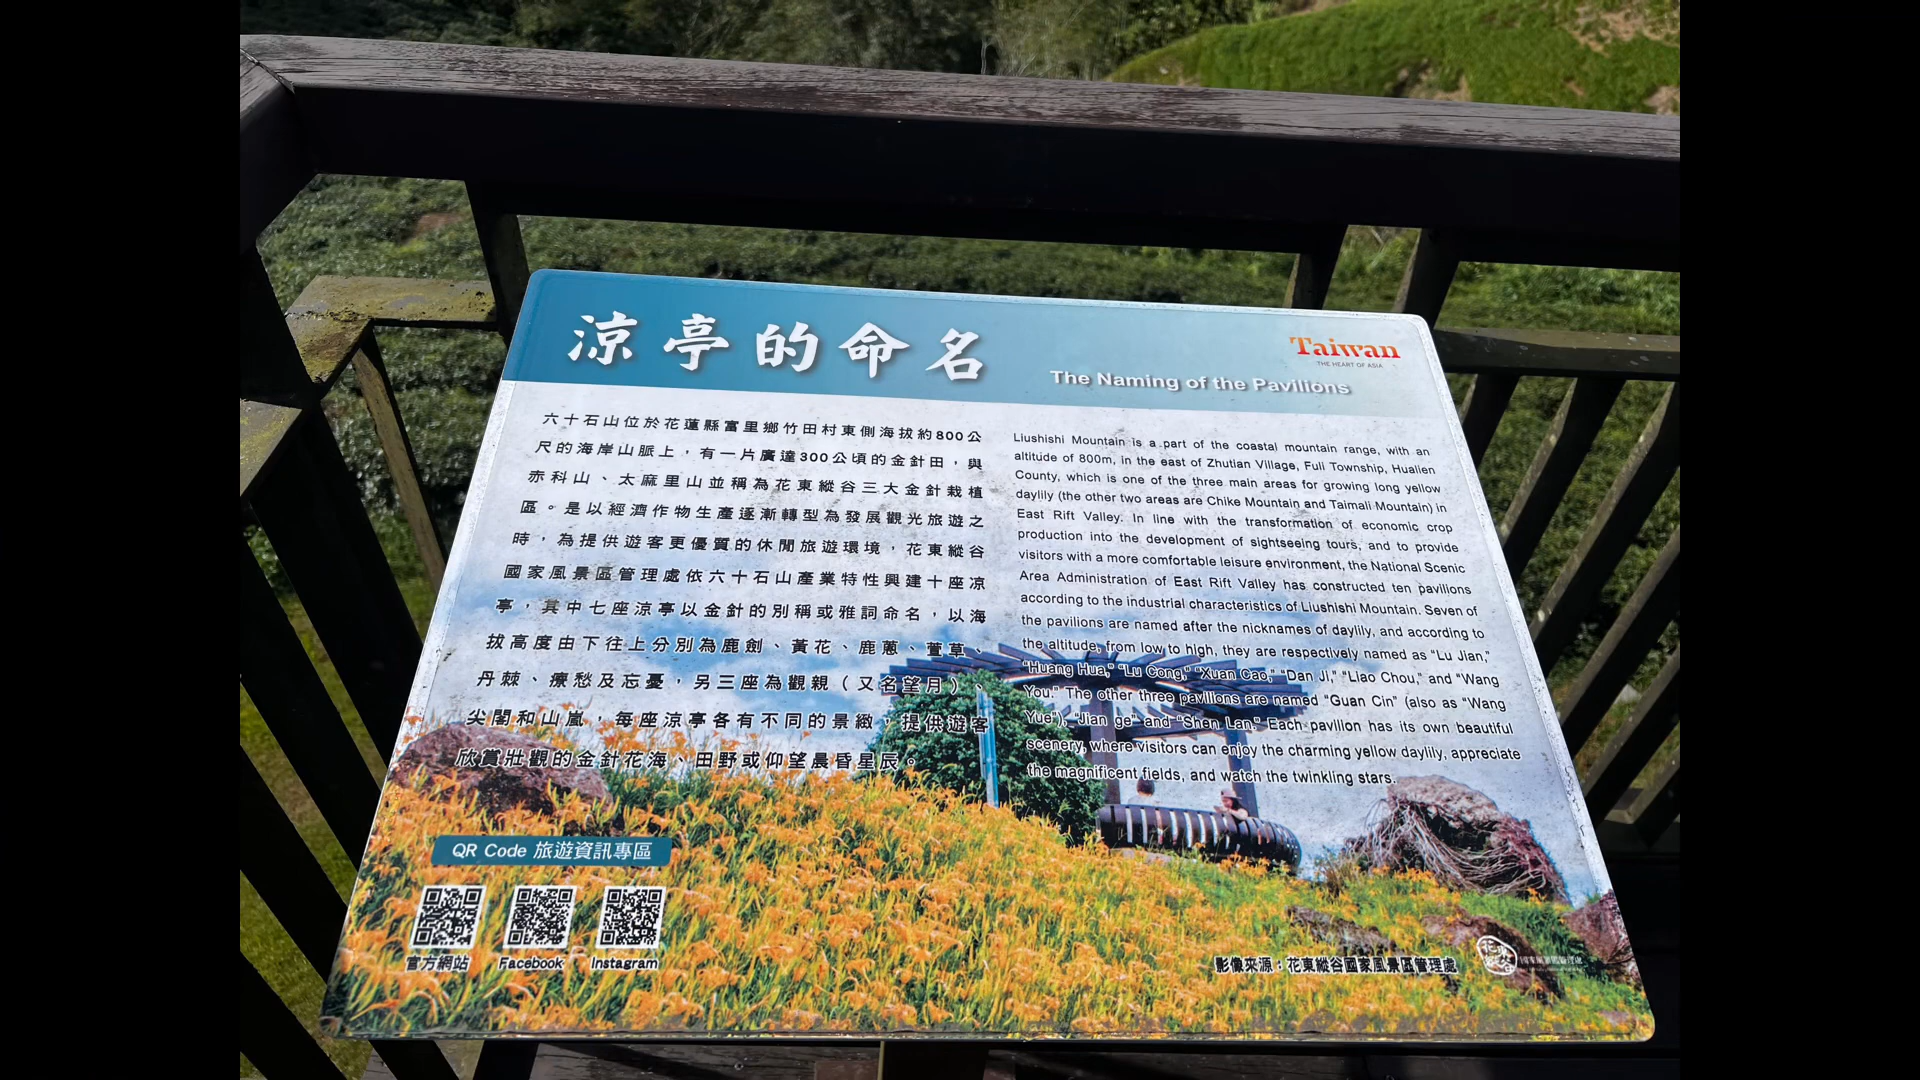 涼亭的命名
The Naming of the Pavilions
Taiwan
THE HEART OF ASIA
六十石山位於花蓮縣富里鄉竹田村東側海拔約800公
尺的海岸山脈上，有一片廣達300公頃的金針田，與
赤科山、太麻里山並稱為花東縱谷三大金針栽植
區。是以經濟作物生產逐漸轉型為發展觀光旅遊之
時，為提供遊客更優質的休閒旅遊環境，花東縱谷
國家風景區管理處依六十石山產業特性興建十座凉
亭，其中七座涼亭以金針的別稱或雅詞命名，以海
拔高度由下往上分別為鹿劍、黃花、鹿蔥、萱草、
丹棘、療愁及忘憂，另三座為觀親（又名望月）、
尖閣和山嵐，每座涼亭各有不同的景緻，提供遊客
欣賞壯觀的金針花海、田野或仰望晨昏星辰。
Liushishi Mountain is a part of the coastal mountain range, with an
altitude of 800m, in the east of Zhutian Village, Full Township, Hualien
County, which is one of the three main areas for growing long yellow
daylily (the other two areas are Chike Mountain and Taimali Mountain) in
East Rift Valley. In line with the transformation of economic crop
production into the development of sightseeing tours, and to provide
visitors with a more comfortable leisure environment, the National Scenic
Area Administration of East Rift Valley has constructed ten pavilions
according to the industrial characteristics of Liushishi Mountain. Seven of
the pavilions are named after the nicknames of daylily, and according to
the altitude, from low to high, they are respectively named as “Lu Jian,”
“Huang Hua,” “Lu Cong,” “Xuan Cao,” “Dan Ji,” “Liao Chou,” and “Wang
You.” The other three pavilions are named “Guan Cin” (also as “Wang
Yue”), “Jian ge” and “Shan Lan.” Each pavilion has its own beautiful
scenery, where visitors can enjoy the charming yellow daylily, appreciate
the magnificent fields, and watch the twinkling stars.
QR Code 旅遊資訊專區
官方網站 Facebook Instagram
影像來源：花東縱谷國家風景區管理處